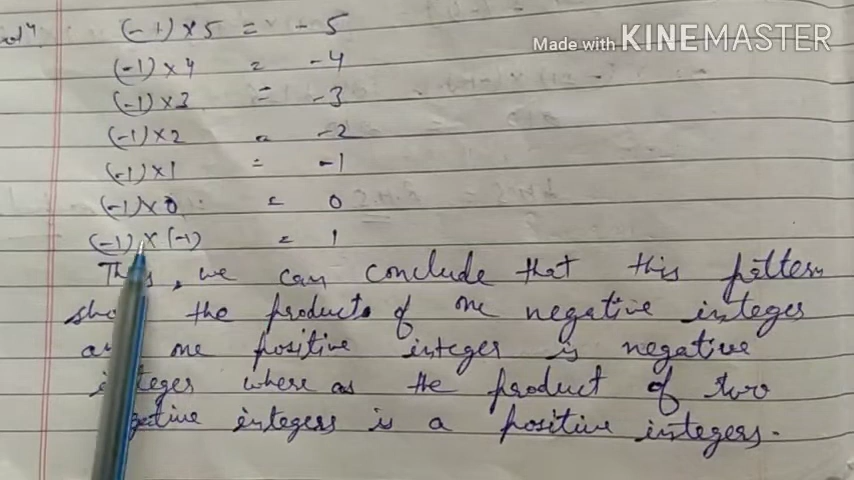 Made with KINEMASTER
(-1) × 5 = - 5
(-1) × 4 = -4
(-1) × 3 = -3
(-1) × 2 = -2
(-1) × 1 = -1
(-1) × 0 = 0
(-1) × (-1) = 1
we can conclude that this pattern
the product of one negative integer
one positive integer is negative
where as the product of two
integers is a positive integers.